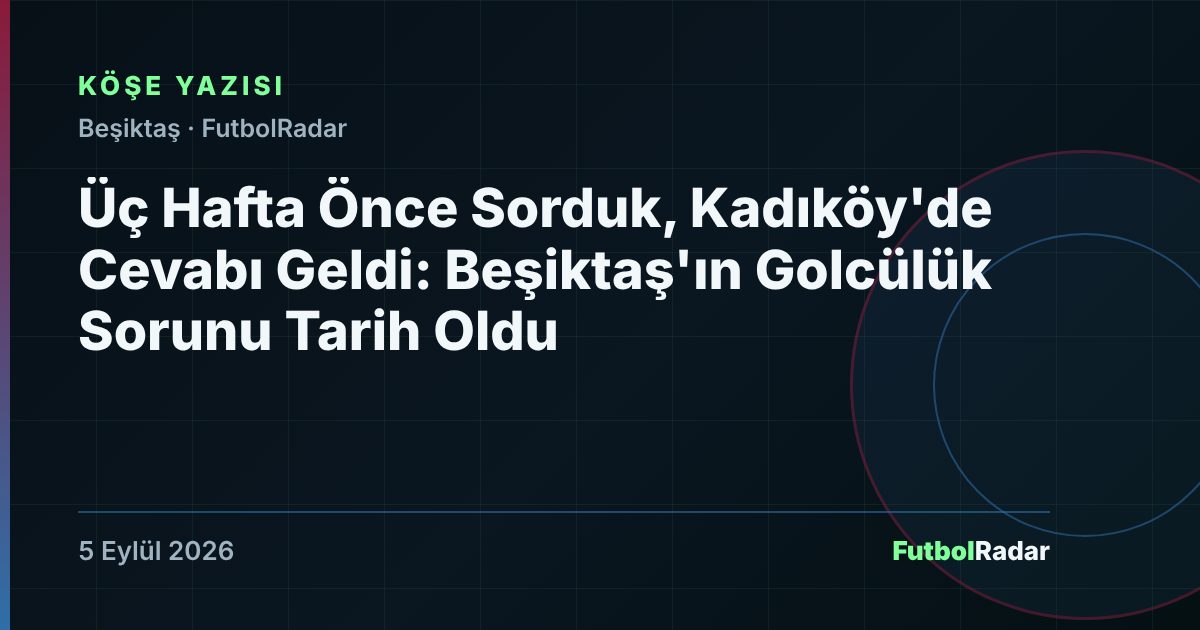 KÖŞE YAZISI
Beşiktaş · FutbolRadar
Üç Hafta Önce Sorduk, Kadıköy'de
Cevabı Geldi: Beşiktaş'ın Golcülük
Sorunu Tarih Oldu
5 Eylül 2026
FutbolRadar